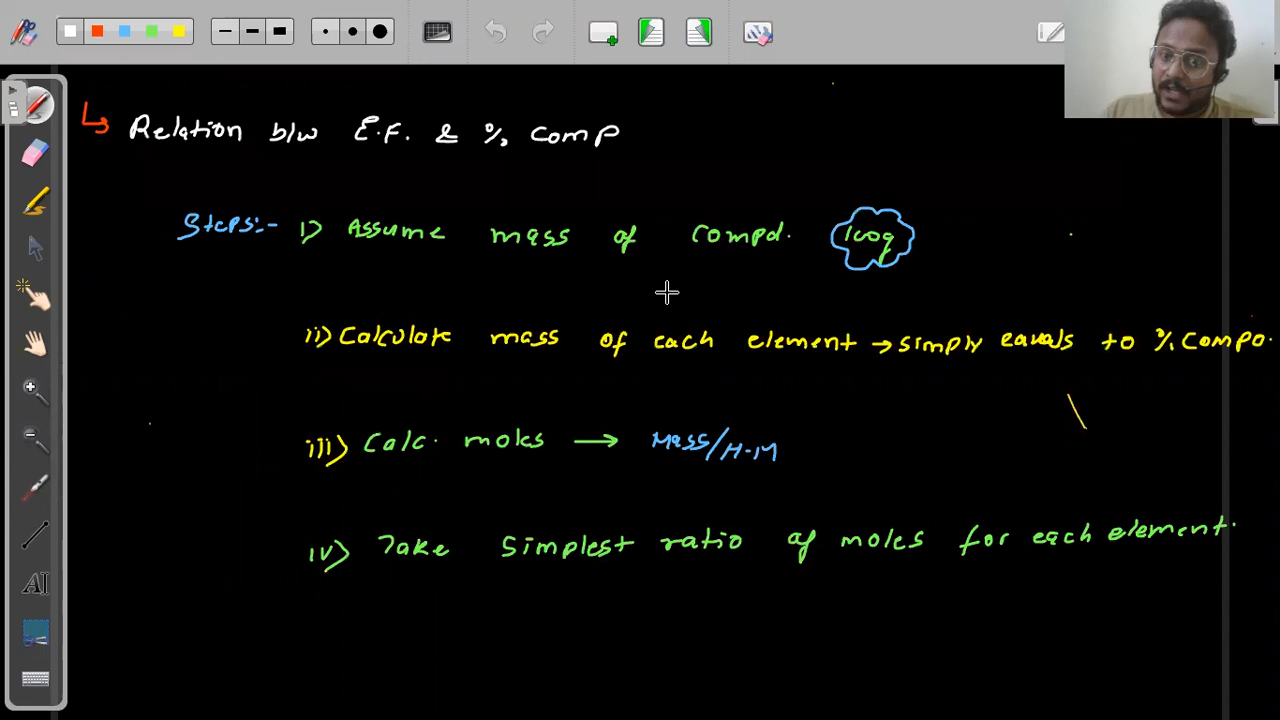 ↳ Relation b/w E.F. & % Comp
Steps:- i) Assume mass of compd. 100g
ii) Calculate mass of each element → simply equals to % Compo.
iii) Calc. moles → Mass/M.M
iv) Take simplest ratio of moles for each element.
AI